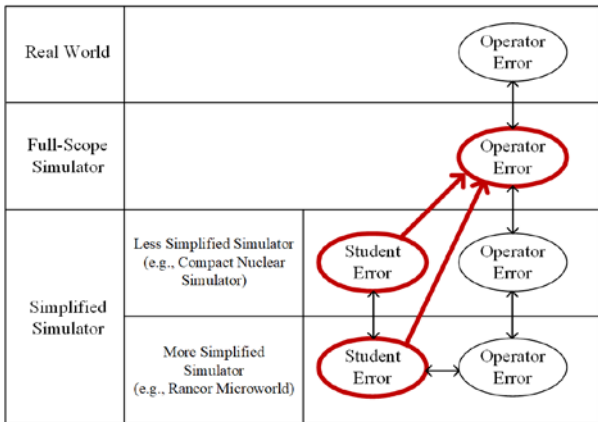 Real World
Operator
Error
Full-Scope
Simulator
Operator
Error
Simplified
Simulator
Less Simplified Simulator
(e.g., Compact Nuclear
Simulator)
Student
Error
Operator
Error
More Simplified
Simulator
(e.g., Rancor Microworld)
Student
Error
Operator
Error